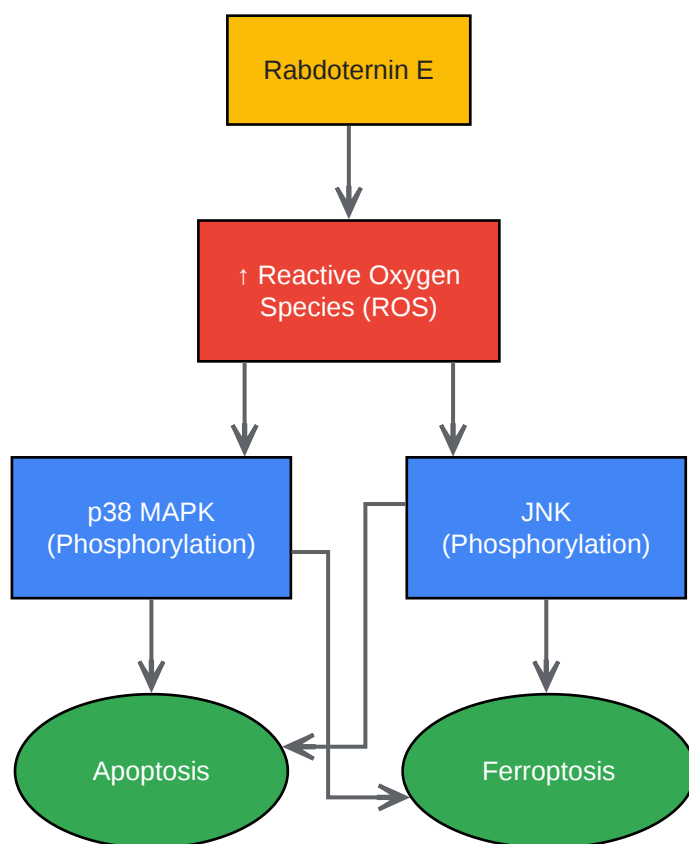 Rabdoternin E
↑ Reactive Oxygen
Species (ROS)
p38 MAPK
(Phosphorylation)
JNK
(Phosphorylation)
Apoptosis
Ferroptosis